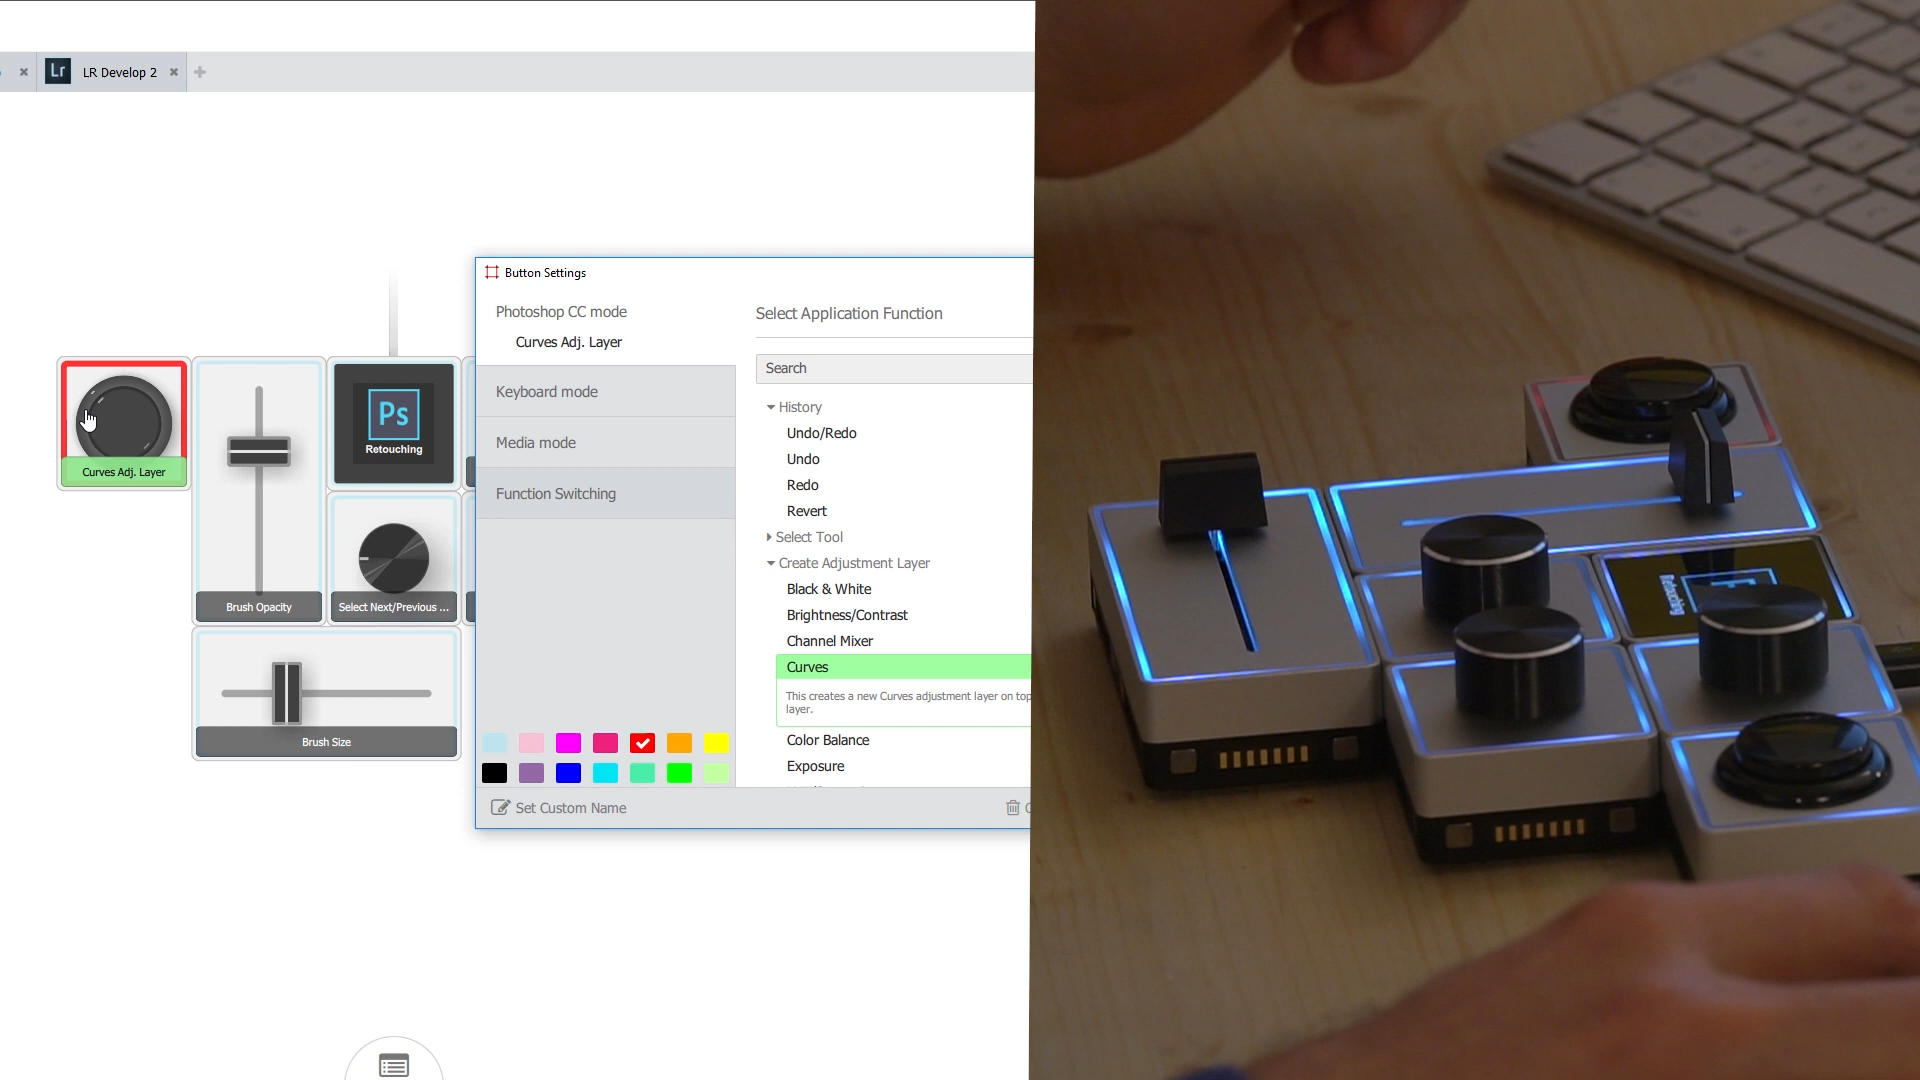 Lr LR Develop 2
Button Settings
Photoshop CC mode
Curves Adj. Layer
Keyboard mode
Media mode
Function Switching
Set Custom Name
Select Application Function
Search
History
Undo/Redo
Undo
Redo
Revert
Select Tool
Create Adjustment Layer
Black & White
Brightness/Contrast
Channel Mixer
Curves
This creates a new Curves adjustment layer on top
layer.
Color Balance
Exposure
Curves Adj. Layer
Brush Opacity
Ps
Retouching
Select Next/Previous ...
Brush Size
Retouching